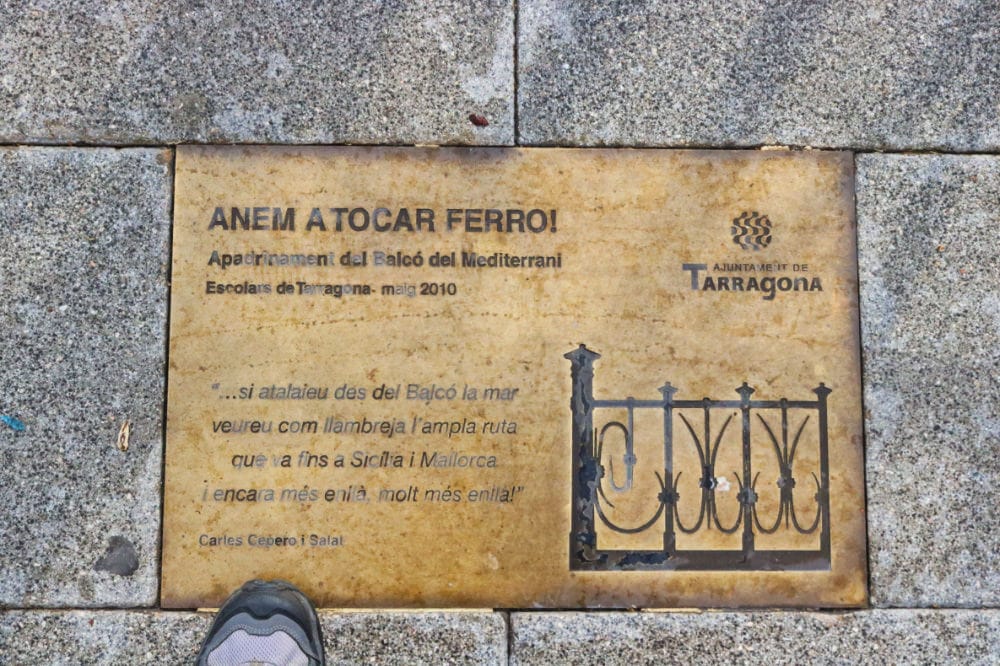 ANEM A TOCAR FERRO!
Apadrinament del Balcó del Mediterrani
Escolars de Tarragona - maig 2010
AJUNTAMENT DE
TARRAGONA
“...si atalaieu des del Balcó la mar
veureu com llambreja l'ampla ruta
que va fins a Sicília i Mallorca
i encara més enllà, molt més enllà!”
Carles Cepero i Salat